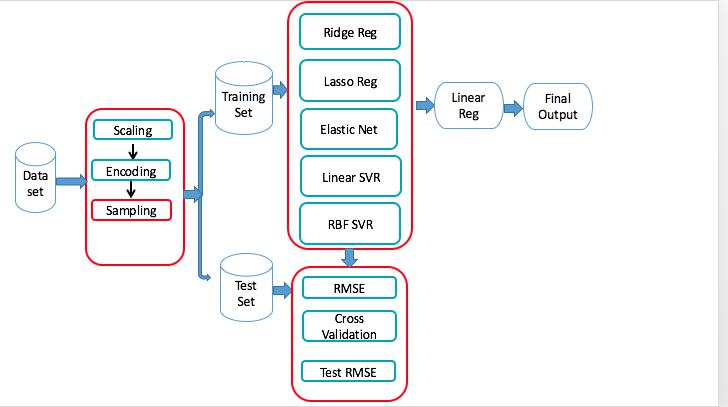 Data
set
Scaling
Encoding
Sampling
Training
Set
Test
Set
Ridge Reg
Lasso Reg
Elastic Net
Linear SVR
RBF SVR
RMSE
Cross
Validation
Test RMSE
Linear
Reg
Final
Output